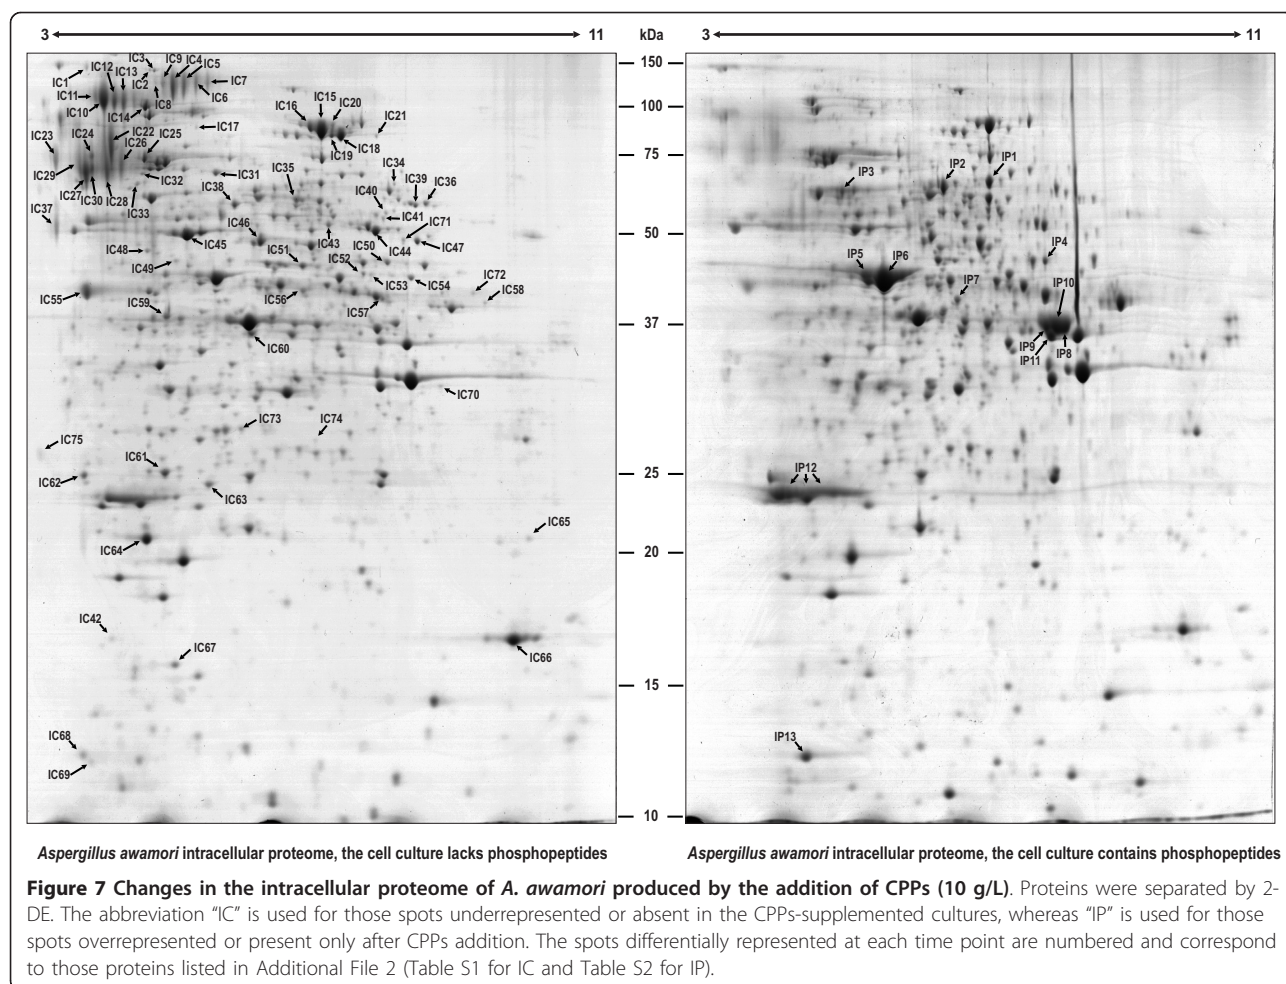 3 11 kDa 3 11
150
100
75
50
37
25
20
15
10
IC3 IC9 IC4 IC5
IC12 IC13 IC2 IC7
IC1
IC11 IC8 IC6
IC10 IC14
IC16 IC15 IC20
IC21
IC17
IC23 IC24 IC22 IC25
IC26
IC19 IC18
IC29 IC32 IC31 IC35 IC34
IC27 IC30 IC28 IC33 IC38 IC40 IC39 IC36
IC37
IC41 IC71
IC46 IC43 IC44 IC47
IC48 IC45 IC51 IC50
IC49 IC52
IC53 IC54 IC72
IC55 IC59 IC56 IC57 IC58
IC60
IC70
IC73 IC74
IC75
IC61
IC62 IC63
IC64 IC65
IC42
IC67 IC66
IC68
IC69
IP3 IP2 IP1
IP5 IP6 IP4
IP7 IP10
IP9 IP8
IP11
IP12
IP13
Aspergillus awamori intracellular proteome, the cell culture lacks phosphopeptides
Aspergillus awamori intracellular proteome, the cell culture contains phosphopeptides
Figure 7 Changes in the intracellular proteome of A. awamori produced by the addition of CPPs (10 g/L). Proteins were separated by 2-
DE. The abbreviation “IC” is used for those spots underrepresented or absent in the CPPs-supplemented cultures, whereas “IP” is used for those
spots overrepresented or present only after CPPs addition. The spots differentially represented at each time point are numbered and correspond
to those proteins listed in Additional File 2 (Table S1 for IC and Table S2 for IP).